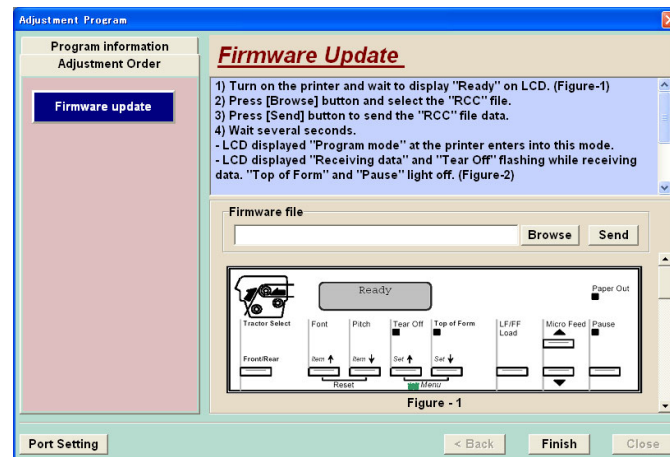 Adjustment Program
Program information
Adjustment Order
Firmware update
Firmware Update
1) Turn on the printer and wait to display "Ready" on LCD. (Figure-1)
2) Press [Browse] button and select the "RCC" file.
3) Press [Send] button to send the "RCC" file data.
4) Wait several seconds.
- LCD displayed "Program mode" at the printer enters into this mode.
- LCD displayed "Receiving data" and "Tear Off" flashing while receiving
data. "Top of Form" and "Pause" light off. (Figure-2)
Firmware file
Browse Send
Ready
Paper Out
Tractor Select Font Pitch Tear Off Top of Form LF/FF Load Micro Feed Pause
Front/Rear Item Item Set Set
Reset Menu
Figure - 1
Port Setting < Back Finish Close